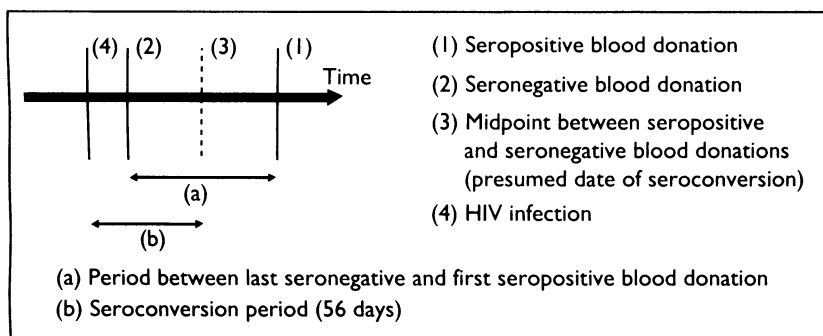 (4) (2) (3) (1)
Time
(a)
(b)
(1) Seropositive blood donation
(2) Seronegative blood donation
(3) Midpoint between seropositive
and seronegative blood donations
(presumed date of seroconversion)
(4) HIV infection
(a) Period between last seronegative and first seropositive blood donation
(b) Seroconversion period (56 days)